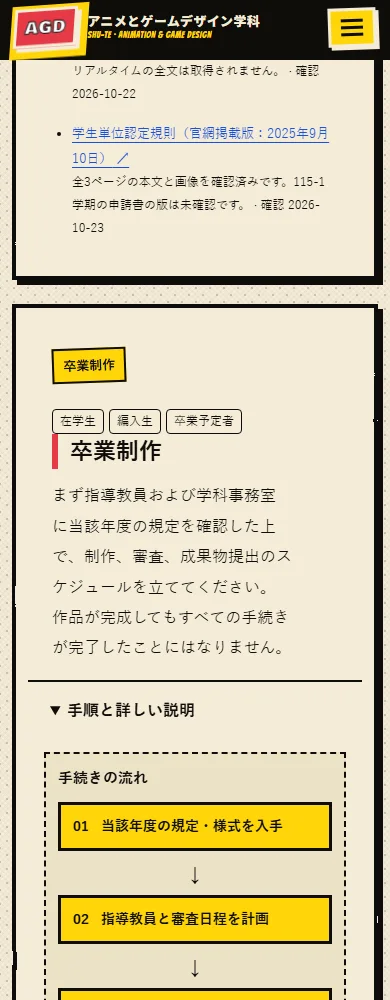 AGD
アニメとゲームデザイン学科
SHU-TE・ANIMATION & GAME DESIGN
リアルタイムの全文は取得されません。 · 確認
2026-10-22
学生単位認定規則（官網掲載版：2025年9月
10日） ↗
全3ページの本文と画像を確認済みです。115-1
学期の申請書の版は未確認です。 · 確認 2026-
10-23
卒業制作
在学生 編入生 卒業予定者
卒業制作
まず指導教員および学科事務室
に当該年度の規定を確認した上
で、制作、審査、成果物提出のス
ケジュールを立ててください。
作品が完成してもすべての手続き
が完了したことにはなりません。
▼ 手順と詳しい説明
手続きの流れ
01 当該年度の規定・様式を入手
↓
02 指導教員と審査日程を計画
↓